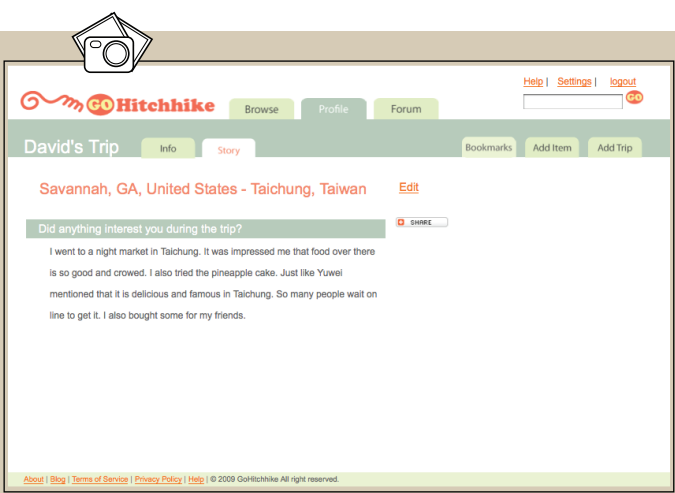 Help | Settings | logout
GO Hitchhike Browse Profile Forum GO
David's Trip Info Story Bookmarks Add Item Add Trip
Savannah, GA, United States - Taichung, Taiwan Edit
Did anything interest you during the trip? SHARE
I went to a night market in Taichung. It was impressed me that food over there
is so good and crowed. I also tried the pineapple cake. Just like Yuwei
mentioned that it is delicious and famous in Taichung. So many people wait on
line to get it. I also bought some for my friends.
About | Blog | Terms of Service | Privacy Policy | Help | © 2009 GoHitchhike All right reserved.